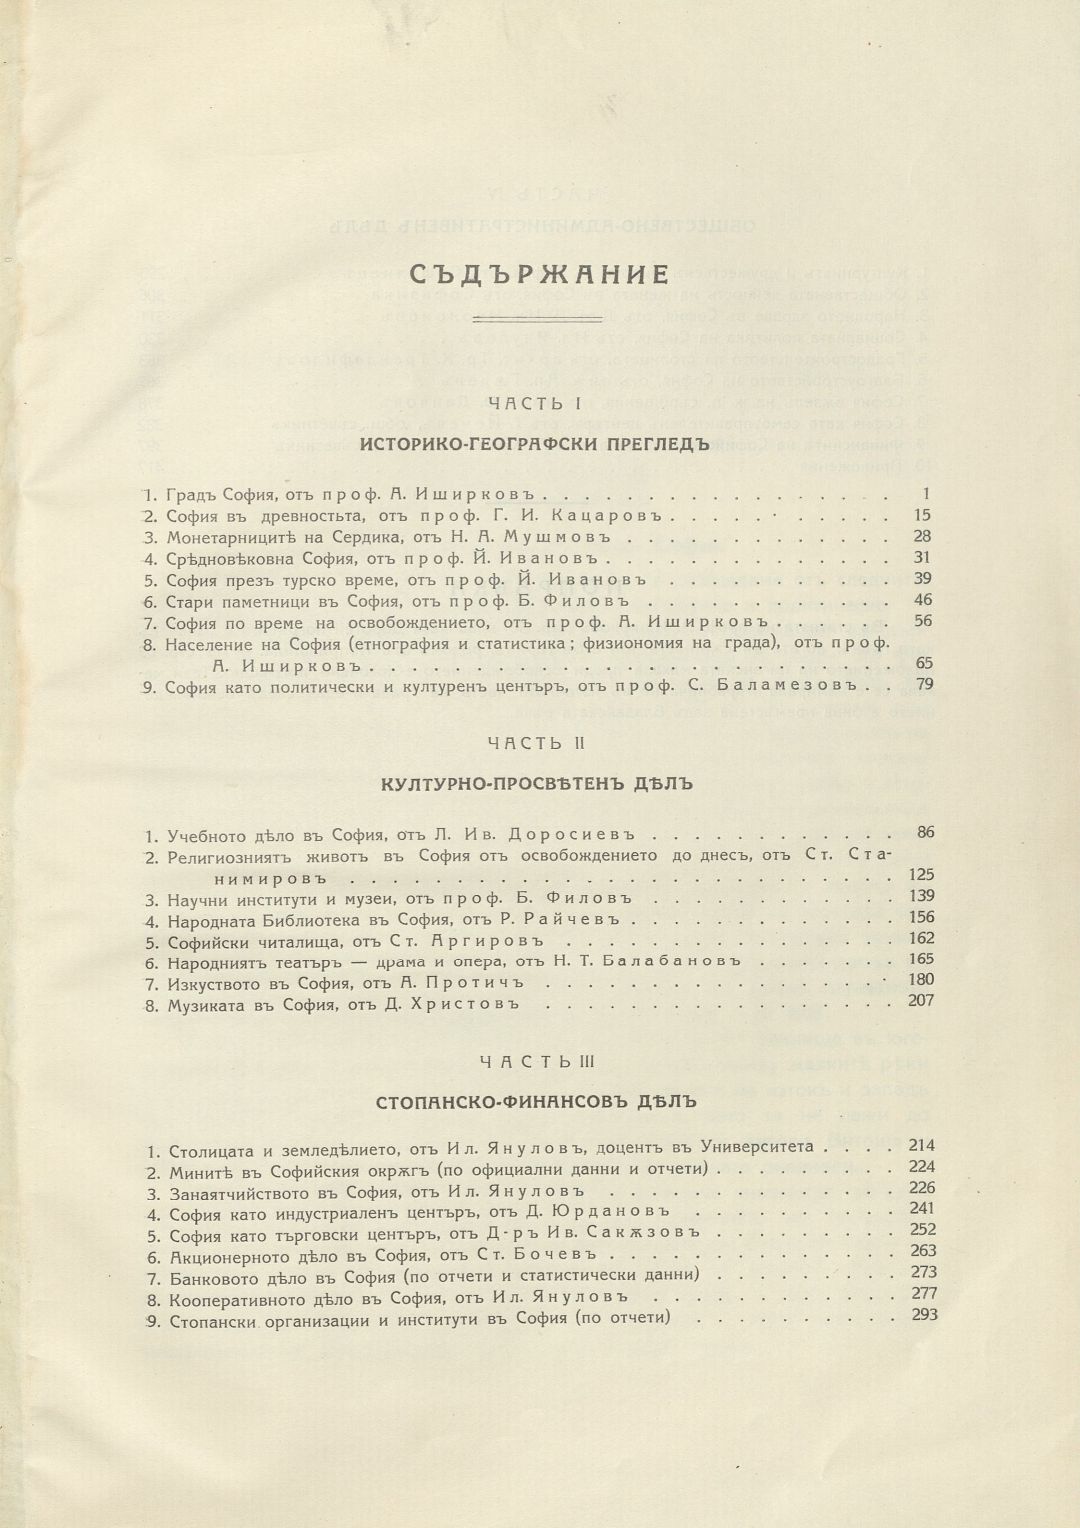 СЪДЪРЖАНИЕ
ЧАСТЬ I
ИСТОРИКО-ГЕОГРАФСКИ ПРЕГЛЕДЪ
1. Градъ София, отъ проф. А. Иширковъ . . . . . . . . . . . . . . . . . 1
2. София въ древностьта, отъ проф. Г. И. Кацаровъ . . . . . . . . . . . 15
3. Монетарницитѣ на Сердика, отъ Н. А. Мушмовъ . . . . . . . . . . . . . 28
4. Срѣдновѣковна София, отъ проф. Й. Ивановъ . . . . . . . . . . . . . . 31
5. София презъ турско време, отъ проф. Й. Ивановъ . . . . . . . . . . . 39
6. Стари паметници въ София, отъ проф. Б. Филовъ . . . . . . . . . . . . 46
7. София по време на освобождението, отъ проф. А. Иширковъ . . . . . . 56
8. Население на София (етнография и статистика; физиономия на града), отъ проф.
А. Иширковъ . . . . . . . . . . . . . . . . . . . . . . . . . 65
9. София като политически и културенъ центъръ, отъ проф. С. Баламезовъ . . 79
ЧАСТЬ II
КУЛТУРНО-ПРОСВѢТЕНЪ ДѢЛЪ
1. Учебното дѣло въ София, отъ Л. Ив. Доросиевъ . . . . . . . . . . . . 86
2. Религиозниятъ животъ въ София отъ освобождението до днесъ, отъ Ст. Ста-
нимировъ . . . . . . . . . . . . . . . . . . . . . . . . . . 125
3. Научни институти и музеи, отъ проф. Б. Филовъ . . . . . . . . . . . . 139
4. Народната Библиотека въ София, отъ Р. Райчевъ . . . . . . . . . . . . . 156
5. Софийски читалища, отъ Ст. Аргировъ . . . . . . . . . . . . . . . . 162
6. Народниятъ театъръ — драма и опера, отъ Н. Т. Балабановъ . . . . . . . 165
7. Изкуството въ София, отъ А. Протичъ . . . . . . . . . . . . . . . . . 180
8. Музиката въ София, отъ Д. Христовъ . . . . . . . . . . . . . . . . . 207
ЧАСТЬ III
СТОПАНСКО-ФИНАНСОВЪ ДѢЛЪ
1. Столицата и земледѣлието, отъ Ил. Януловъ, доцентъ въ Университета . . . . 214
2. Минитѣ въ Софийския окрѫгъ (по официални данни и отчети) . . . . . . . . . 224
3. Занаятчийството въ София, отъ Ил. Януловъ . . . . . . . . . . . . . . 226
4. София като индустриаленъ центъръ, отъ Д. Юрдановъ . . . . . . . . . . 241
5. София като търговски центъръ, отъ Д-ръ Ив. Сакѫзовъ . . . . . . . . . 252
6. Акционерното дѣло въ София, отъ Ст. Бочевъ . . . . . . . . . . . . . . 263
7. Банковото дѣло въ София (по отчети и статистически данни) . . . . . . . . . 273
8. Кооперативното дѣло въ София, отъ Ил. Януловъ . . . . . . . . . . . . 277
9. Стопански организации и институти въ София (по отчети) . . . . . . . . . . 293